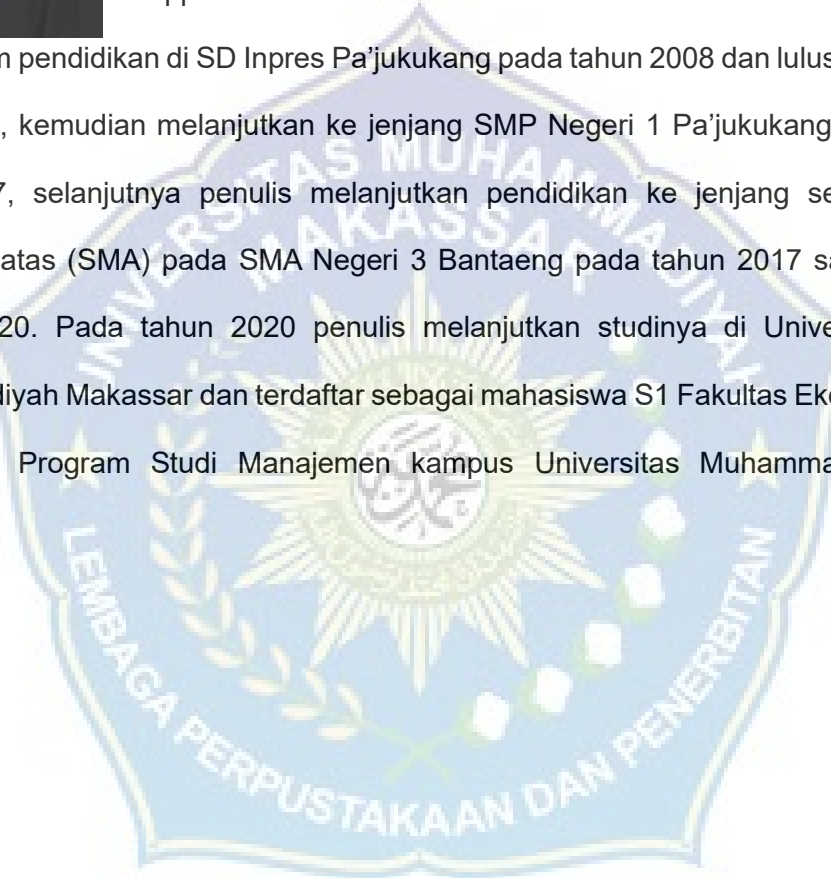 m pendidikan di SD Inpres Pa’jukukang pada tahun 2008 dan lulus
, kemudian melanjutkan ke jenjang SMP Negeri 1 Pa’jukukang
7, selanjutnya penulis melanjutkan pendidikan ke jenjang se
atas (SMA) pada SMA Negeri 3 Bantaeng pada tahun 2017 sa
20. Pada tahun 2020 penulis melanjutkan studinya di Unive
diyah Makassar dan terdaftar sebagai mahasiswa S1 Fakultas Eko
Program Studi Manajemen kampus Universitas Muhamma
UNIVERSITAS MUHAMMADIYAH
MAKASSAR
LEMBAGA PERPUSTAKAAN DAN PENERBITAN